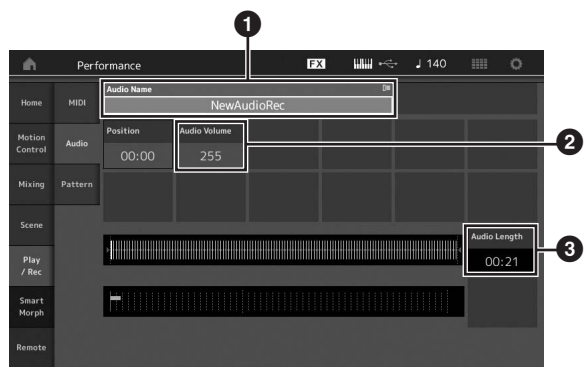 1
Performance
FX
♩ 140
Home
MIDI
Audio Name
NewAudioRec
Motion Control
Audio
Position
00:00
Audio Volume
255
2
Mixing
Pattern
Scene
Play / Rec
Audio Length
00:21
3
Smart Morph
Remote